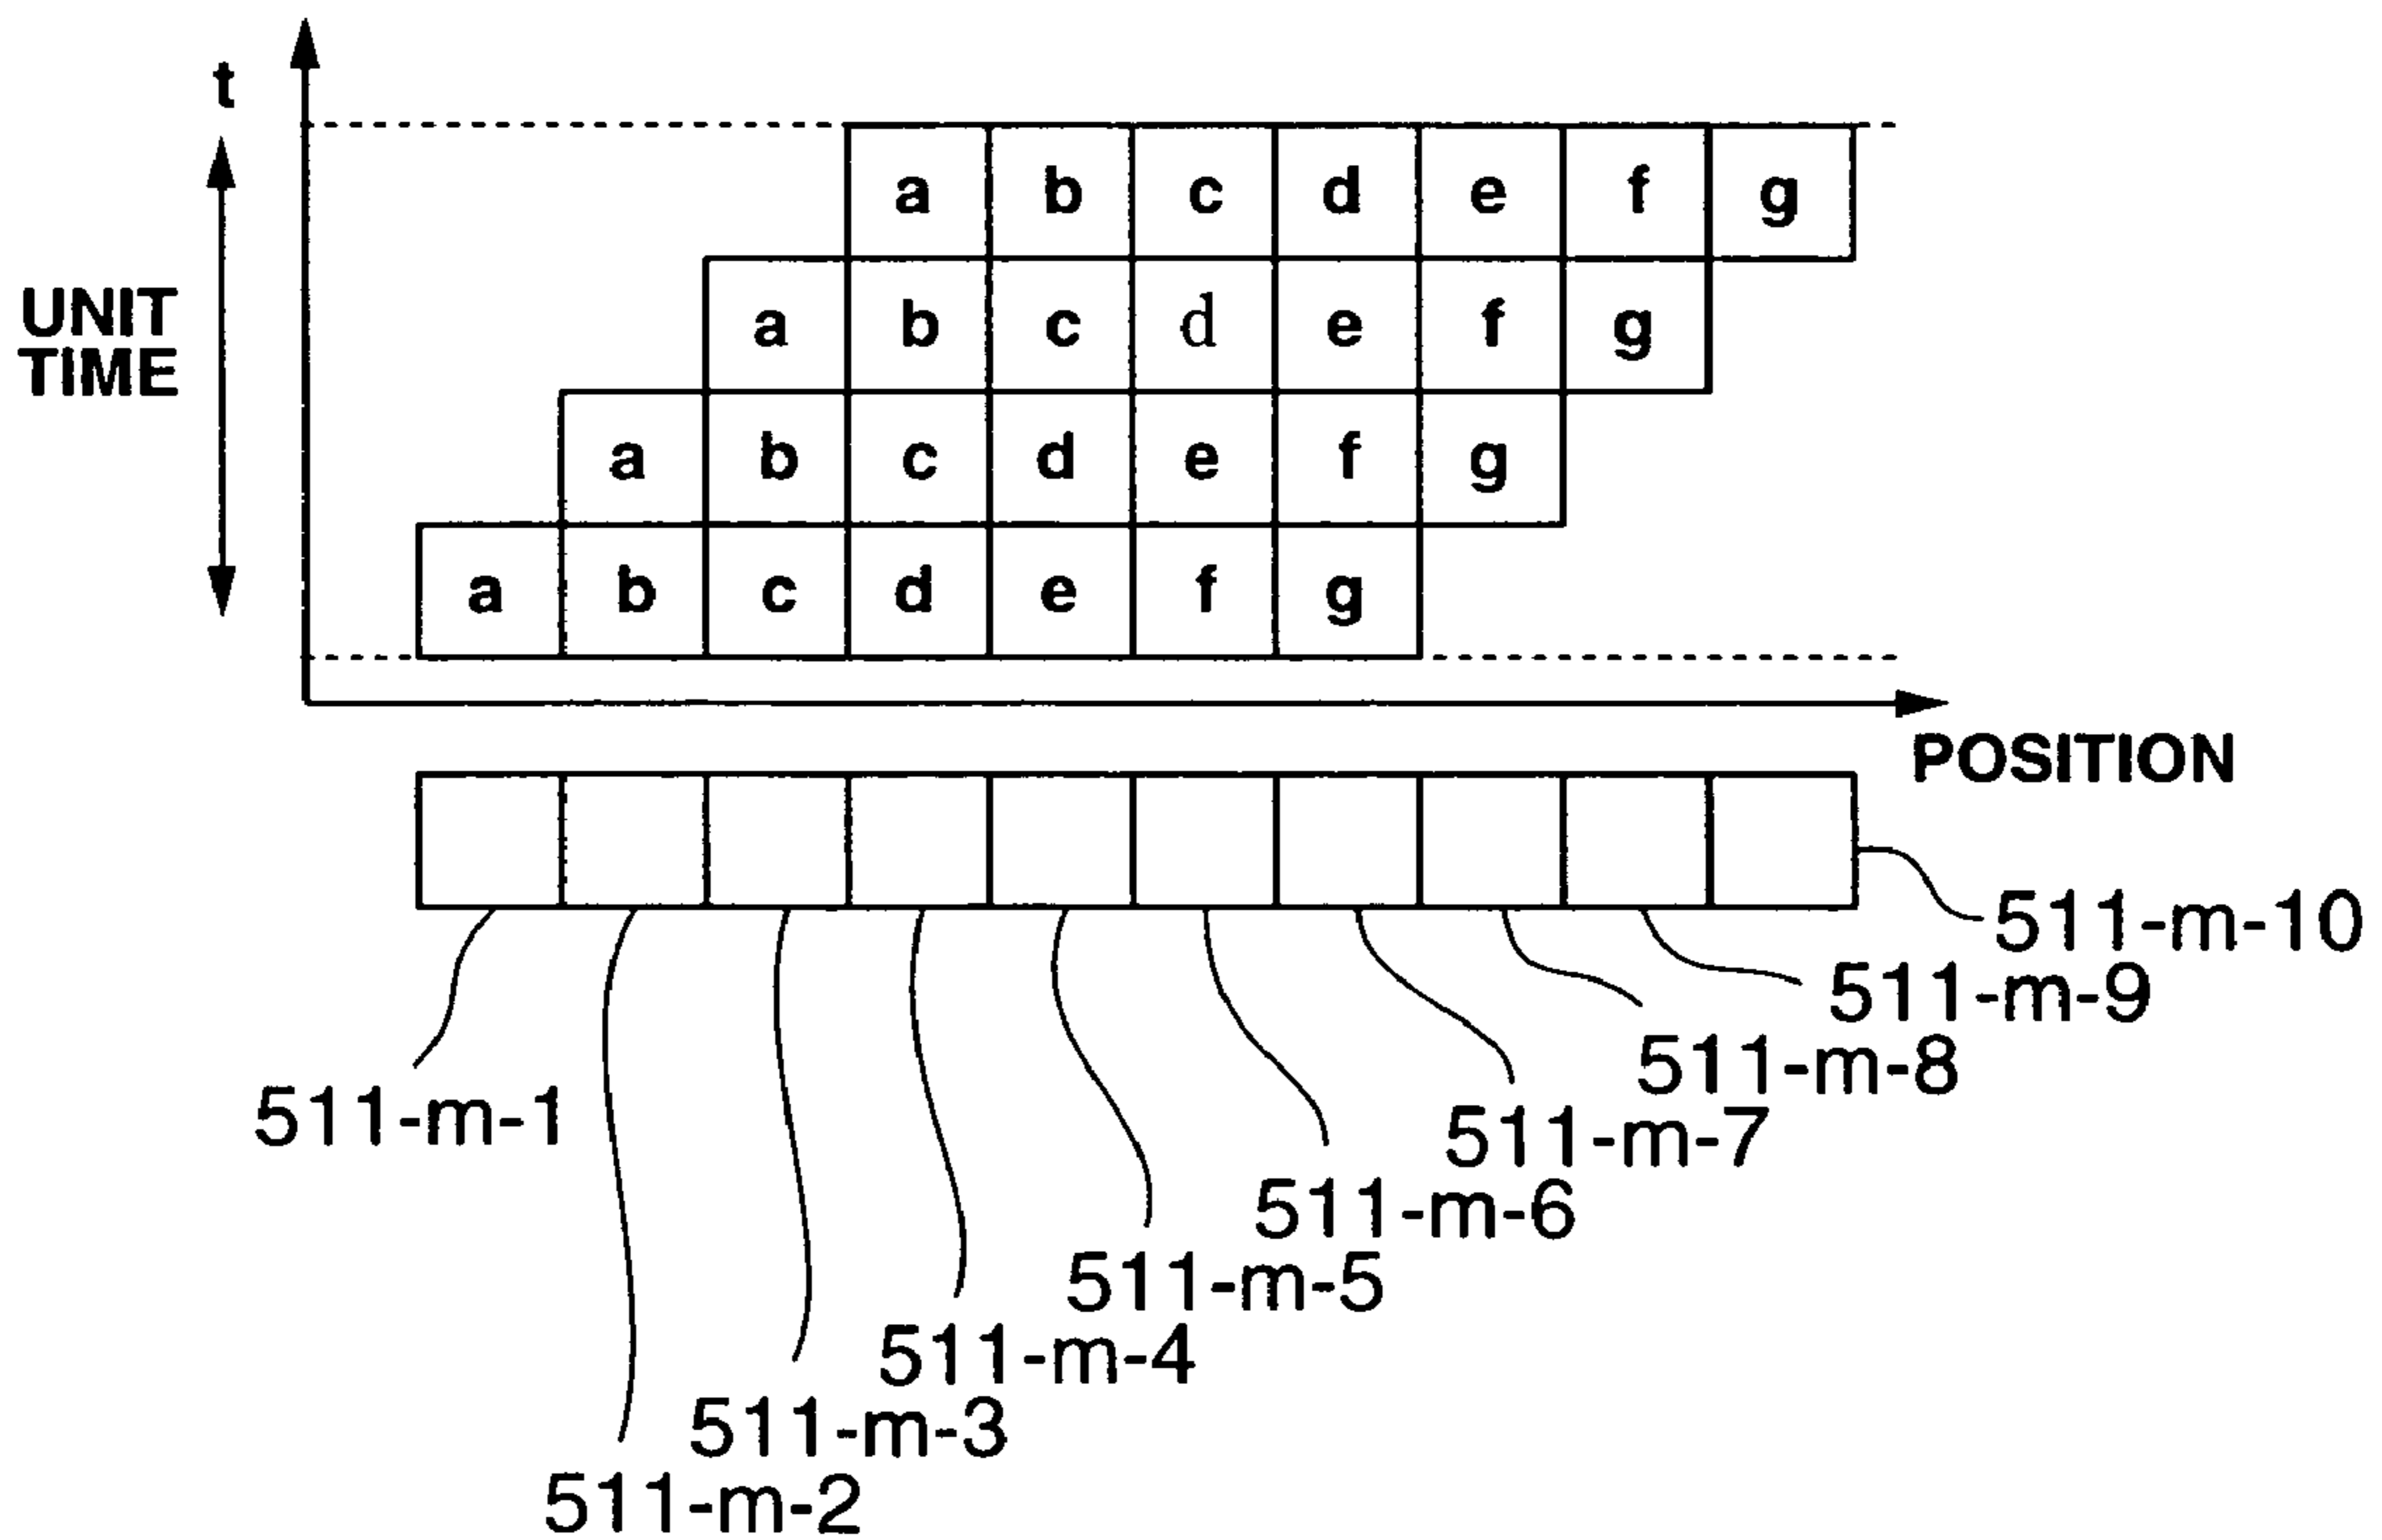 t
UNIT
TIME
a b c d e f g
a b c d e f g
a b c d e f g
a b c d e f g
POSITION
511-m-10
511-m-9
511-m-8
511-m-1
511-m-7
511-m-6
511-m-5
511-m-4
511-m-3
511-m-2